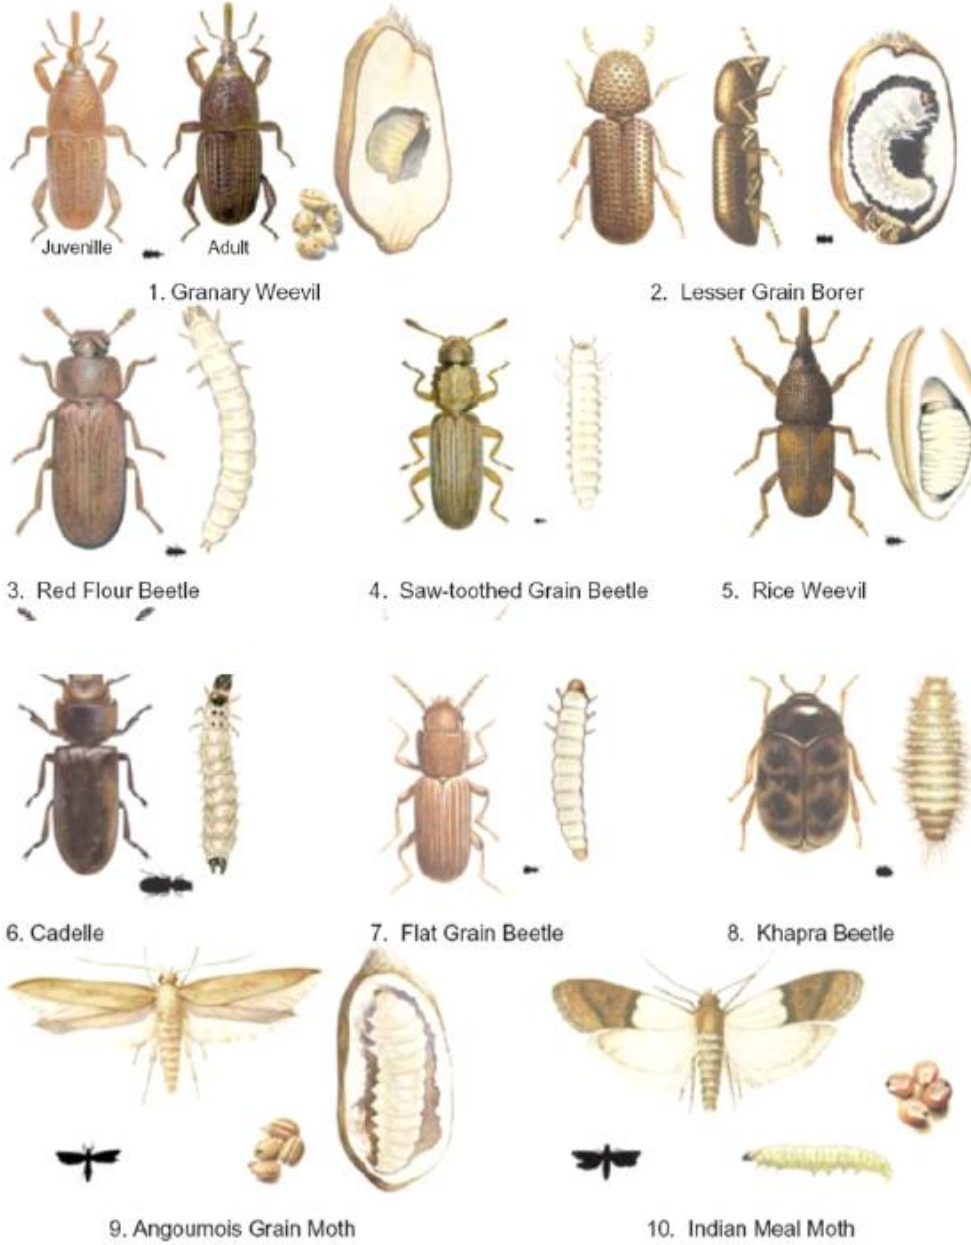 Juvenille
Adult
1. Granary Weevil
2. Lesser Grain Borer
3. Red Flour Beetle
4. Saw-toothed Grain Beetle
5. Rice Weevil
6. Cadelle
7. Flat Grain Beetle
8. Khapra Beetle
9. Angoumois Grain Moth
10. Indian Meal Moth